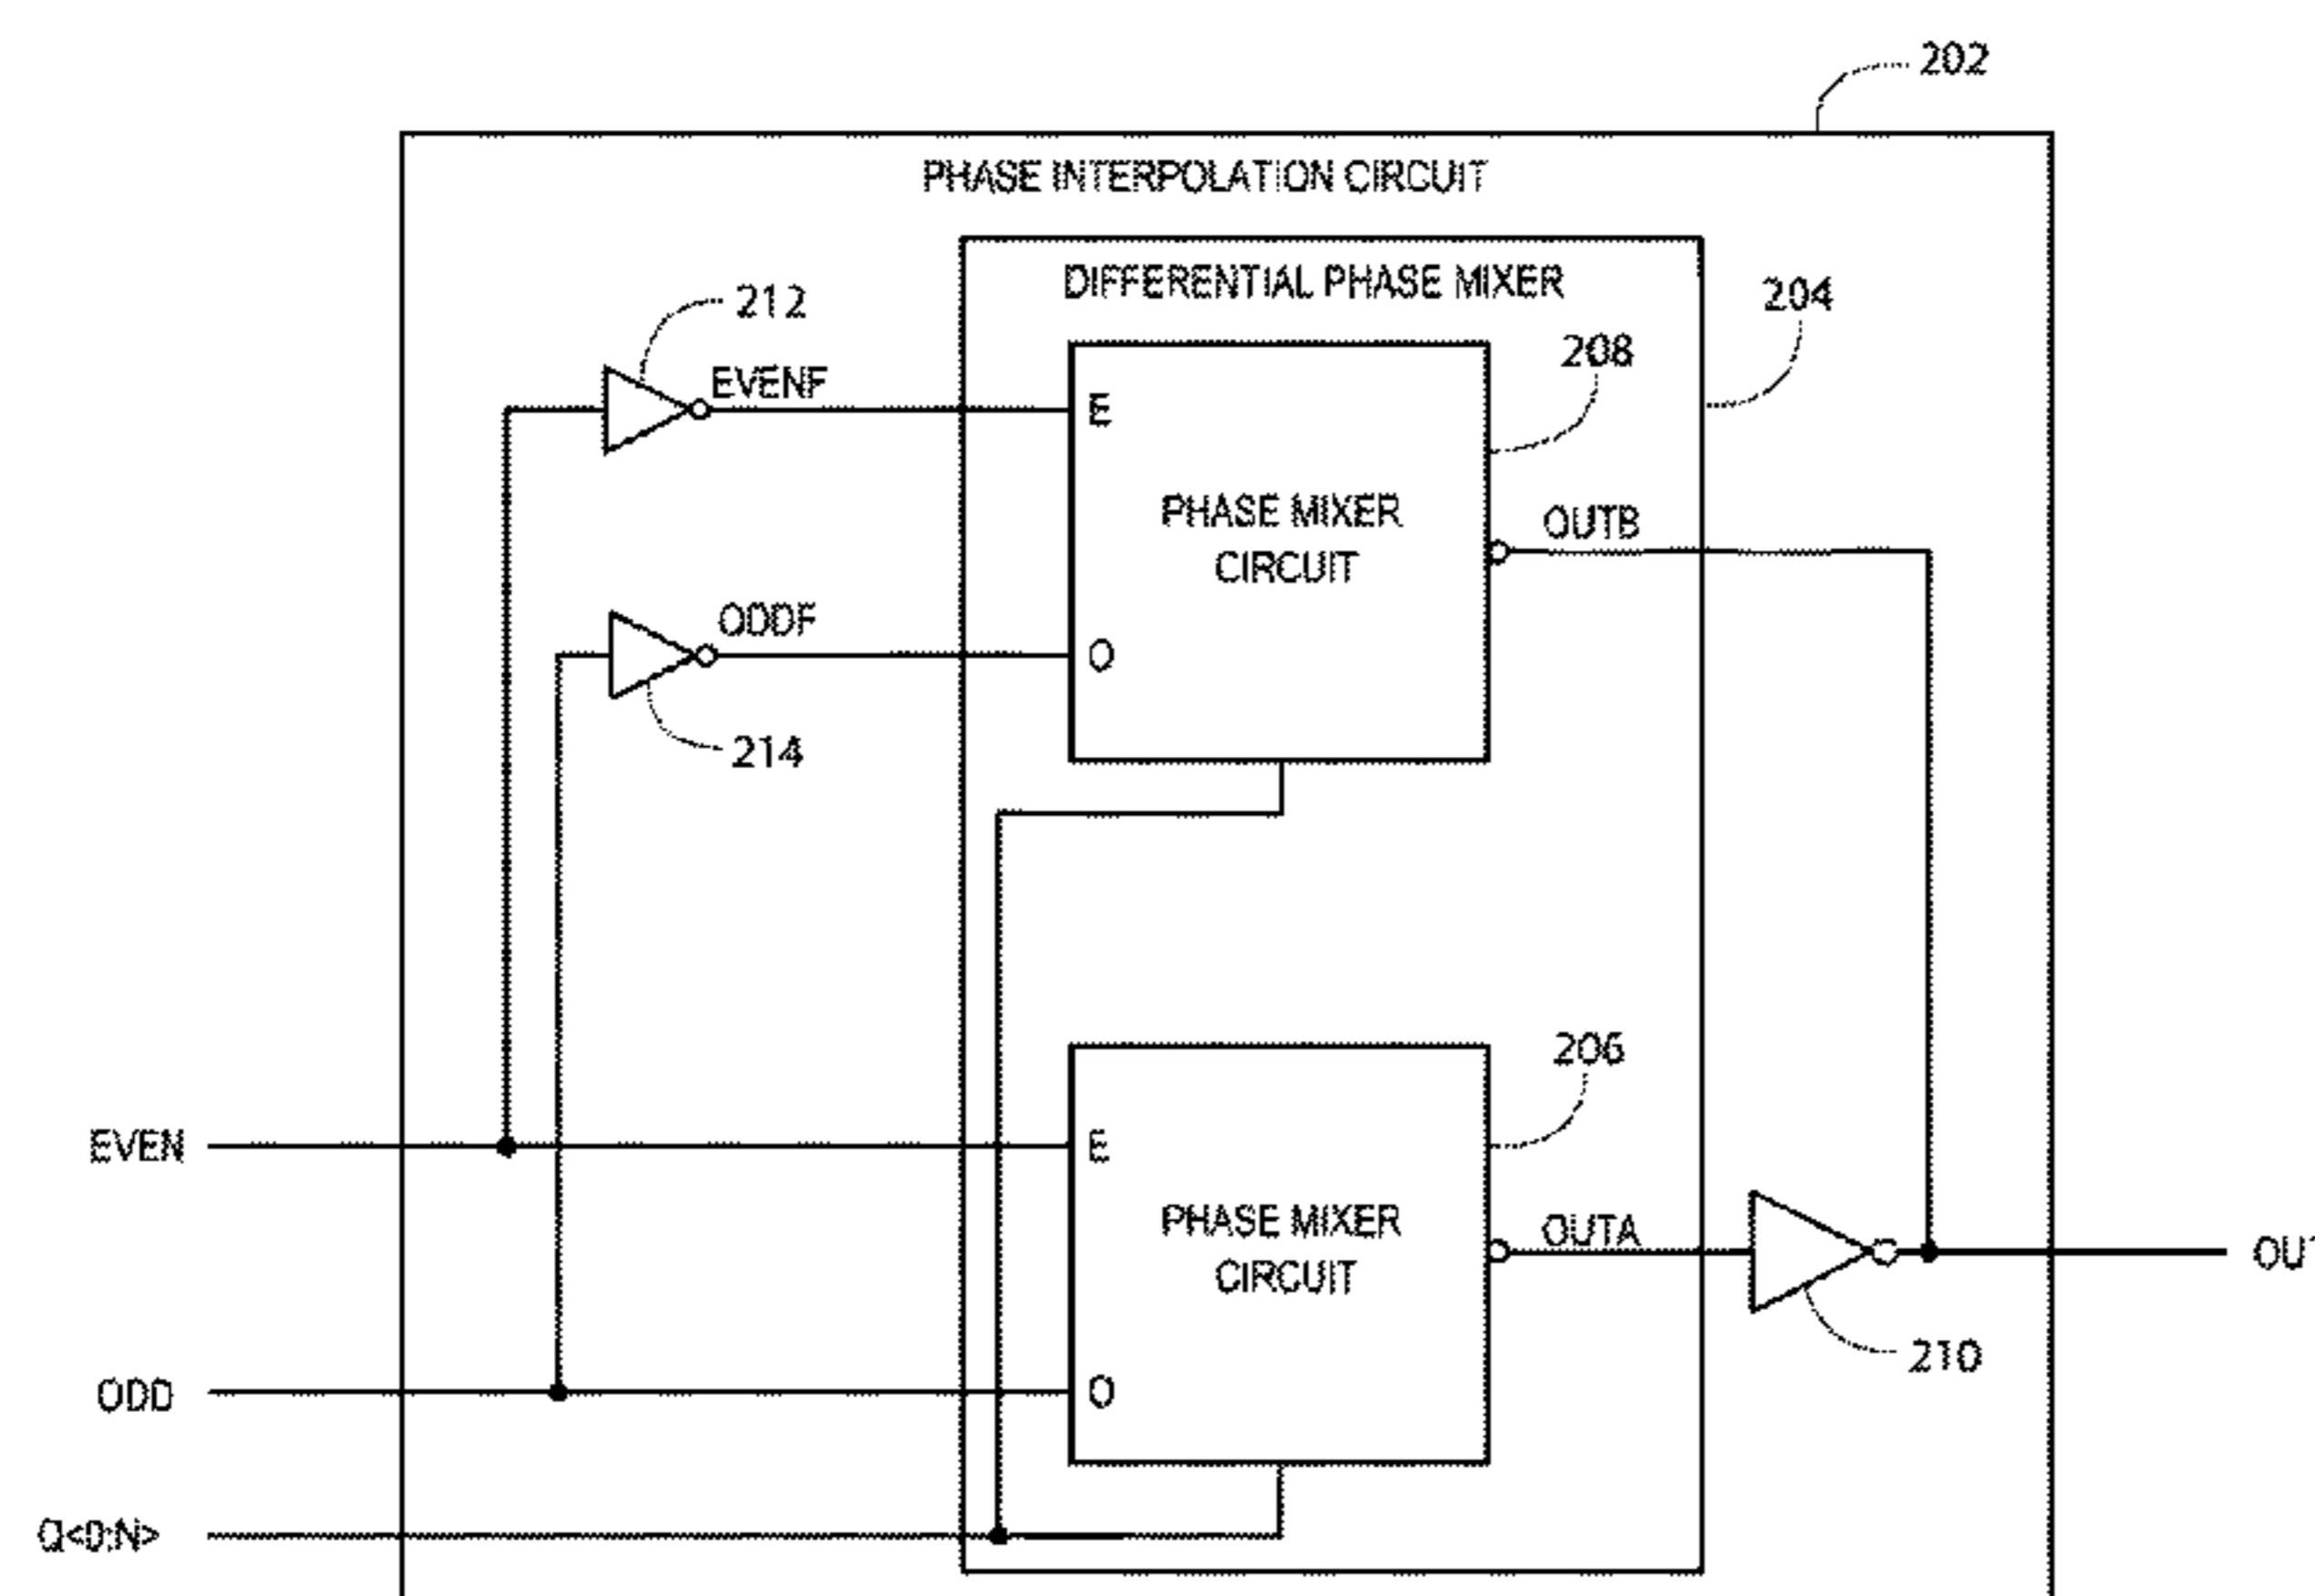 202
PHASE INTERPOLATION CIRCUIT
DIFFERENTIAL PHASE MIXER
204
212
208
EVENF
E
PHASE MIXER
CIRCUIT
OUTB
ODDF
O
214
206
EVEN
E
PHASE MIXER
CIRCUIT
OUTA
OUT
210
ODD
O
Q<0:N>